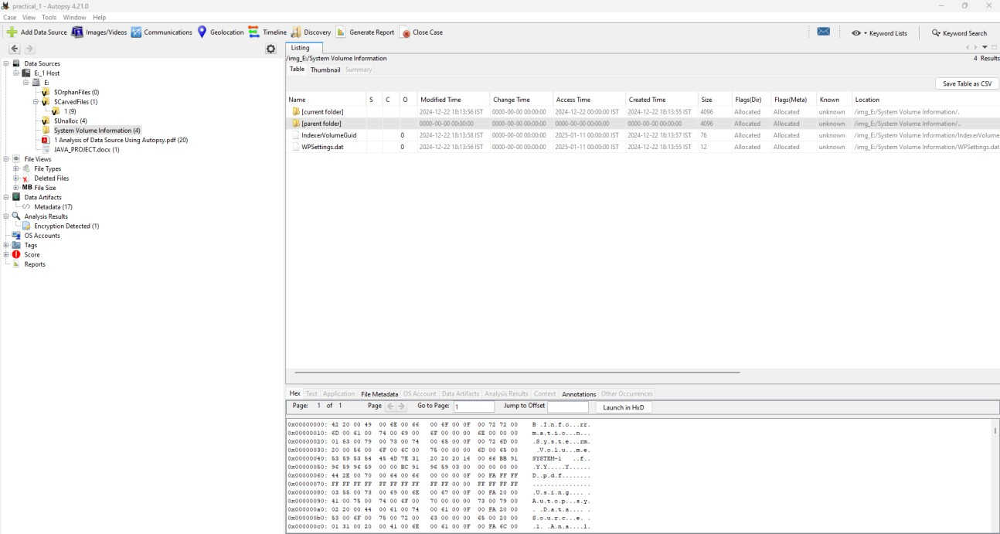 practical_1 - Autopsy 4.21.0
Case View Tools Window Help
Add Data Source Images/Videos Communications Geolocation Timeline Discovery Generate Report Close Case Keyword Lists Keyword Search
Listing
/img_E:/System Volume Information 4 Results
Table Thumbnail Summary
Save Table as CSV
Data Sources
E:_1 Host
E:
$OrphanFiles (0)
$CarvedFiles (1)
1 (9)
$Unalloc (4)
System Volume Information (4)
1 Analysis of Data Source Using Autopsy.pdf (20)
JAVA_PROJECT.docx (1)
File Views
File Types
Deleted Files
MB File Size
Data Artifacts
Metadata (17)
Analysis Results
Encryption Detected (1)
OS Accounts
Tags
Score
Reports
Name S C O Modified Time Change Time Access Time Created Time Size Flags(Dir) Flags(Meta) Known Location
[current folder] 2024-12-22 18:13:56 IST 0000-00-00 00:00:00 2024-12-22 00:00:00 IST 2024-12-22 18:13:55 IST 4096 Allocated Allocated unknown /img_E:/System Volume Information/.
[parent folder] 0000-00-00 00:00:00 0000-00-00 00:00:00 0000-00-00 00:00:00 0000-00-00 00:00:00 4096 Allocated Allocated unknown /img_E:/System Volume Information/..
IndexerVolumeGuid 0 2024-12-22 18:13:58 IST 0000-00-00 00:00:00 2025-01-11 00:00:00 IST 2024-12-22 18:13:57 IST 76 Allocated Allocated unknown /img_E:/System Volume Information/IndexerVolume
WPSettings.dat 0 2024-12-22 18:13:56 IST 0000-00-00 00:00:00 2025-01-11 00:00:00 IST 2024-12-22 18:13:55 IST 12 Allocated Allocated unknown /img_E:/System Volume Information/WPSettings.dat
Hex Text Application File Metadata OS Account Data Artifacts Analysis Results Context Annotations Other Occurrences
Page: 1 of 1 Page Go to Page: 1 Jump to Offset Launch in HxD
0x00000000: 42 20 00 49 00 6E 00 66 00 6F 00 0F 00 72 72 00 B .I.n.f.o...rr.
0x00000010: 6D 00 61 00 74 00 69 00 6F 00 00 00 6E 00 00 00 m.a.t.i.o...n...
0x00000020: 01 53 00 79 00 73 00 74 00 65 00 0F 00 72 6D 00 .S.y.s.t.e...rm.
0x00000030: 20 00 56 00 6F 00 6C 00 75 00 00 00 6D 00 65 00 .V.o.l.u...m.e.
0x00000040: 53 59 53 54 45 4D 7E 31 20 20 20 16 00 66 BB 91 SYSTEM~1 ..f..
0x00000050: 96 59 96 59 00 00 BC 91 96 59 03 00 00 00 00 00 .Y.Y.....Y......
0x00000060: 44 2E 00 70 00 64 00 66 00 00 00 0F 00 FA FF FF D..p.d.f........
0x00000070: FF FF FF FF FF FF FF FF FF FF 00 00 FF FF FF FF ................
0x00000080: 03 55 00 73 00 69 00 6E 00 67 00 0F 00 FA 20 00 .U.s.i.n.g.... .
0x00000090: 41 00 75 00 74 00 6F 00 70 00 00 00 73 00 79 00 A.u.t.o.p...s.y.
0x000000a0: 02 20 00 44 00 61 00 74 00 61 00 0F 00 FA 20 00 . .D.a.t.a.... .
0x000000b0: 53 00 6F 00 75 00 72 00 63 00 00 00 65 00 20 00 S.o.u.r.c...e. .
0x000000c0: 01 31 00 20 00 41 00 6E 00 61 00 0F 00 FA 6C 00 .1. .A.n.a....l.